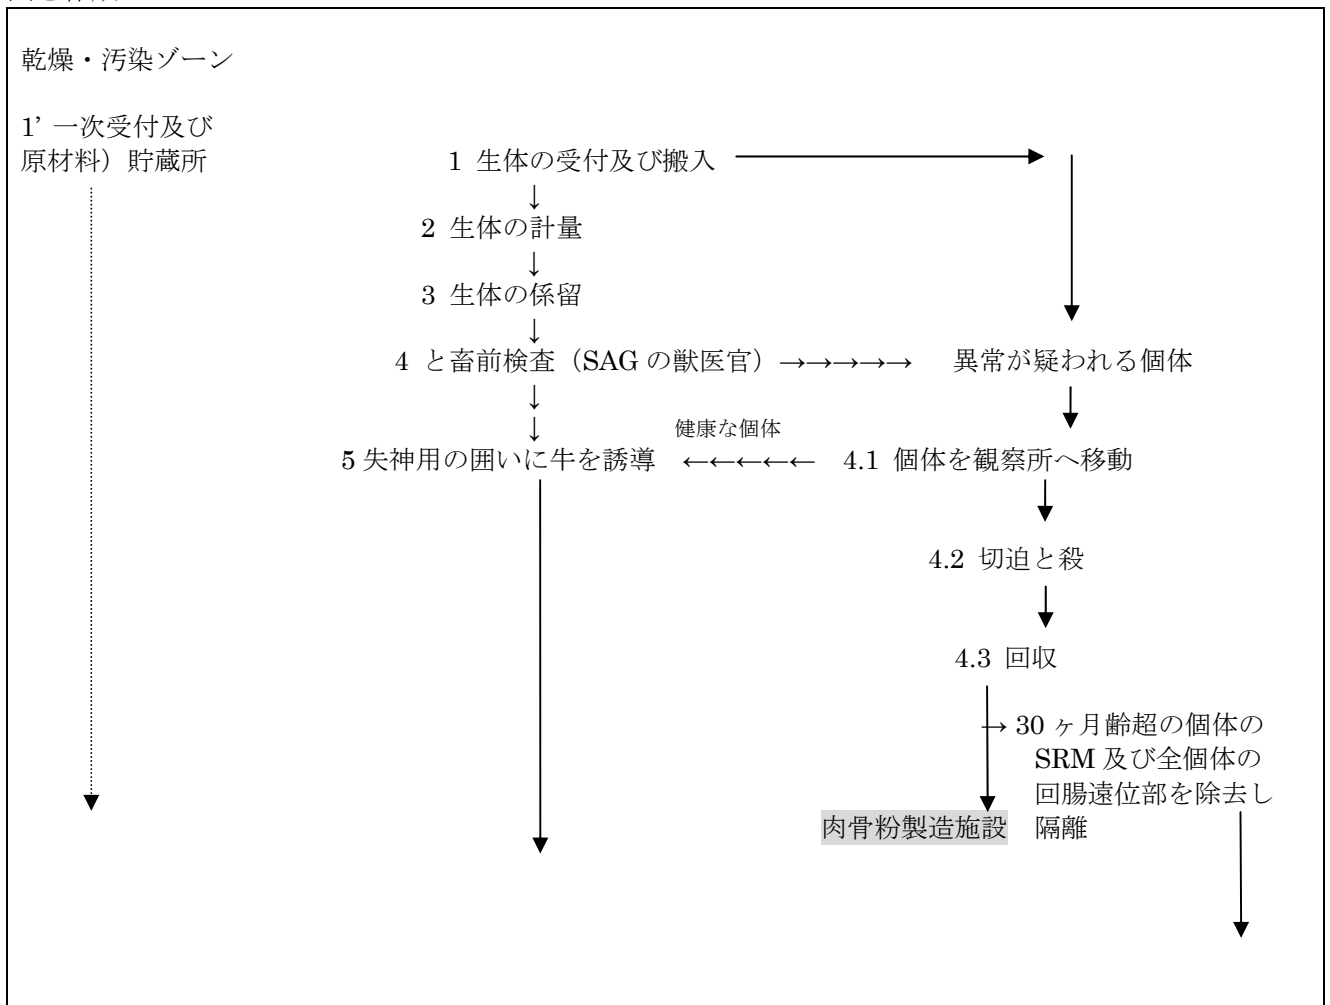 乾燥・汚染ゾーン
1’ 一次受付及び
原材料）貯蔵所
1 生体の受付及び搬入
↓
2 生体の計量
↓
3 生体の係留
↓
4 と畜前検査（SAG の獣医官）→→→→→ 異常が疑われる個体
↓
↓
健康な個体
5 失神用の囲いに牛を誘導 ←←←←← 4.1 個体を観察所へ移動
4.2 切迫と殺
4.3 回収
→ 30 ヶ月齢超の個体の
SRM 及び全個体の
回腸遠位部を除去し
肉骨粉製造施設 隔離